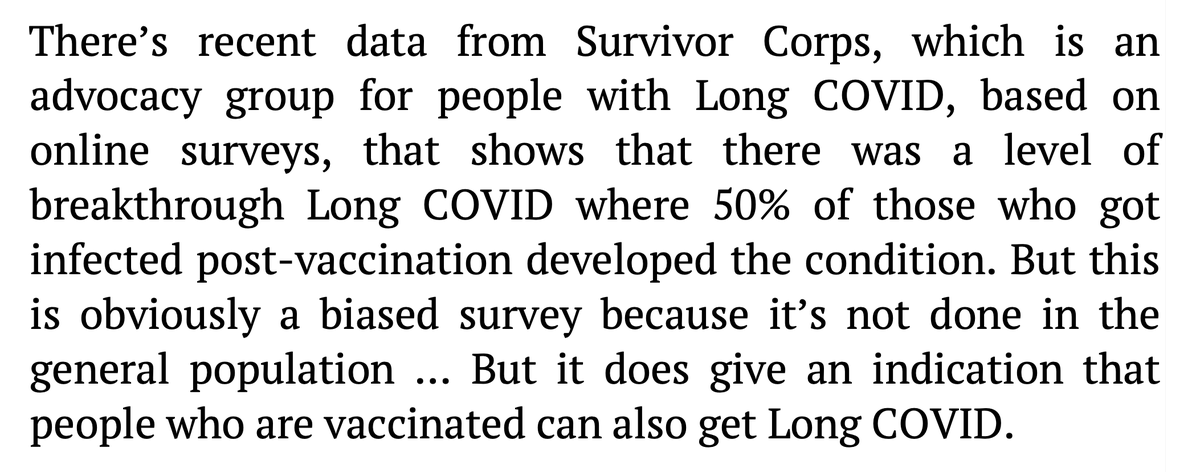 There’s recent data from Survivor Corps, which is an
advocacy group for people with Long COVID, based on
online surveys, that shows that there was a level of
breakthrough Long COVID where 50% of those who got
infected post-vaccination developed the condition. But this
is obviously a biased survey because it’s not done in the
general population ... But it does give an indication that
people who are vaccinated can also get Long COVID.